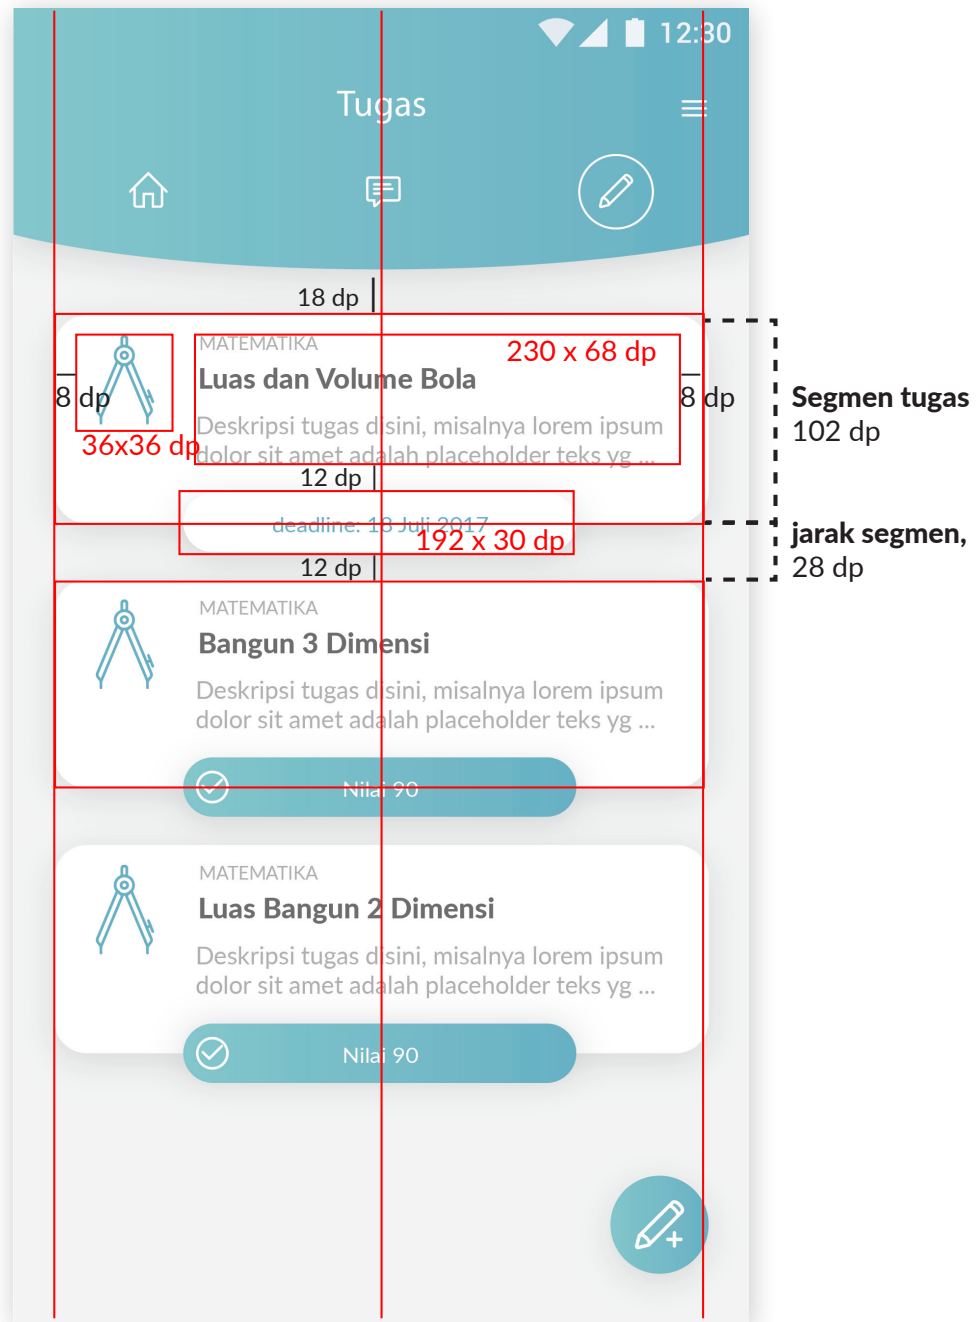 12:30
Tugas
18 dp
MATEMATIKA
230 x 68 dp
Luas dan Volume Bola
8 dp
8 dp
Segmen tugas
102 dp
Deskripsi tugas disini, misalnya lorem ipsum
36x36 dp
dolor sit amet adalah placeholder teks yg ...
12 dp
deadline: 18 Juli 2017
192 x 30 dp
jarak segmen,
28 dp
12 dp
MATEMATIKA
Bangun 3 Dimensi
Deskripsi tugas disini, misalnya lorem ipsum
dolor sit amet adalah placeholder teks yg ...
Nilai 90
MATEMATIKA
Luas Bangun 2 Dimensi
Deskripsi tugas disini, misalnya lorem ipsum
dolor sit amet adalah placeholder teks yg ...
Nilai 90